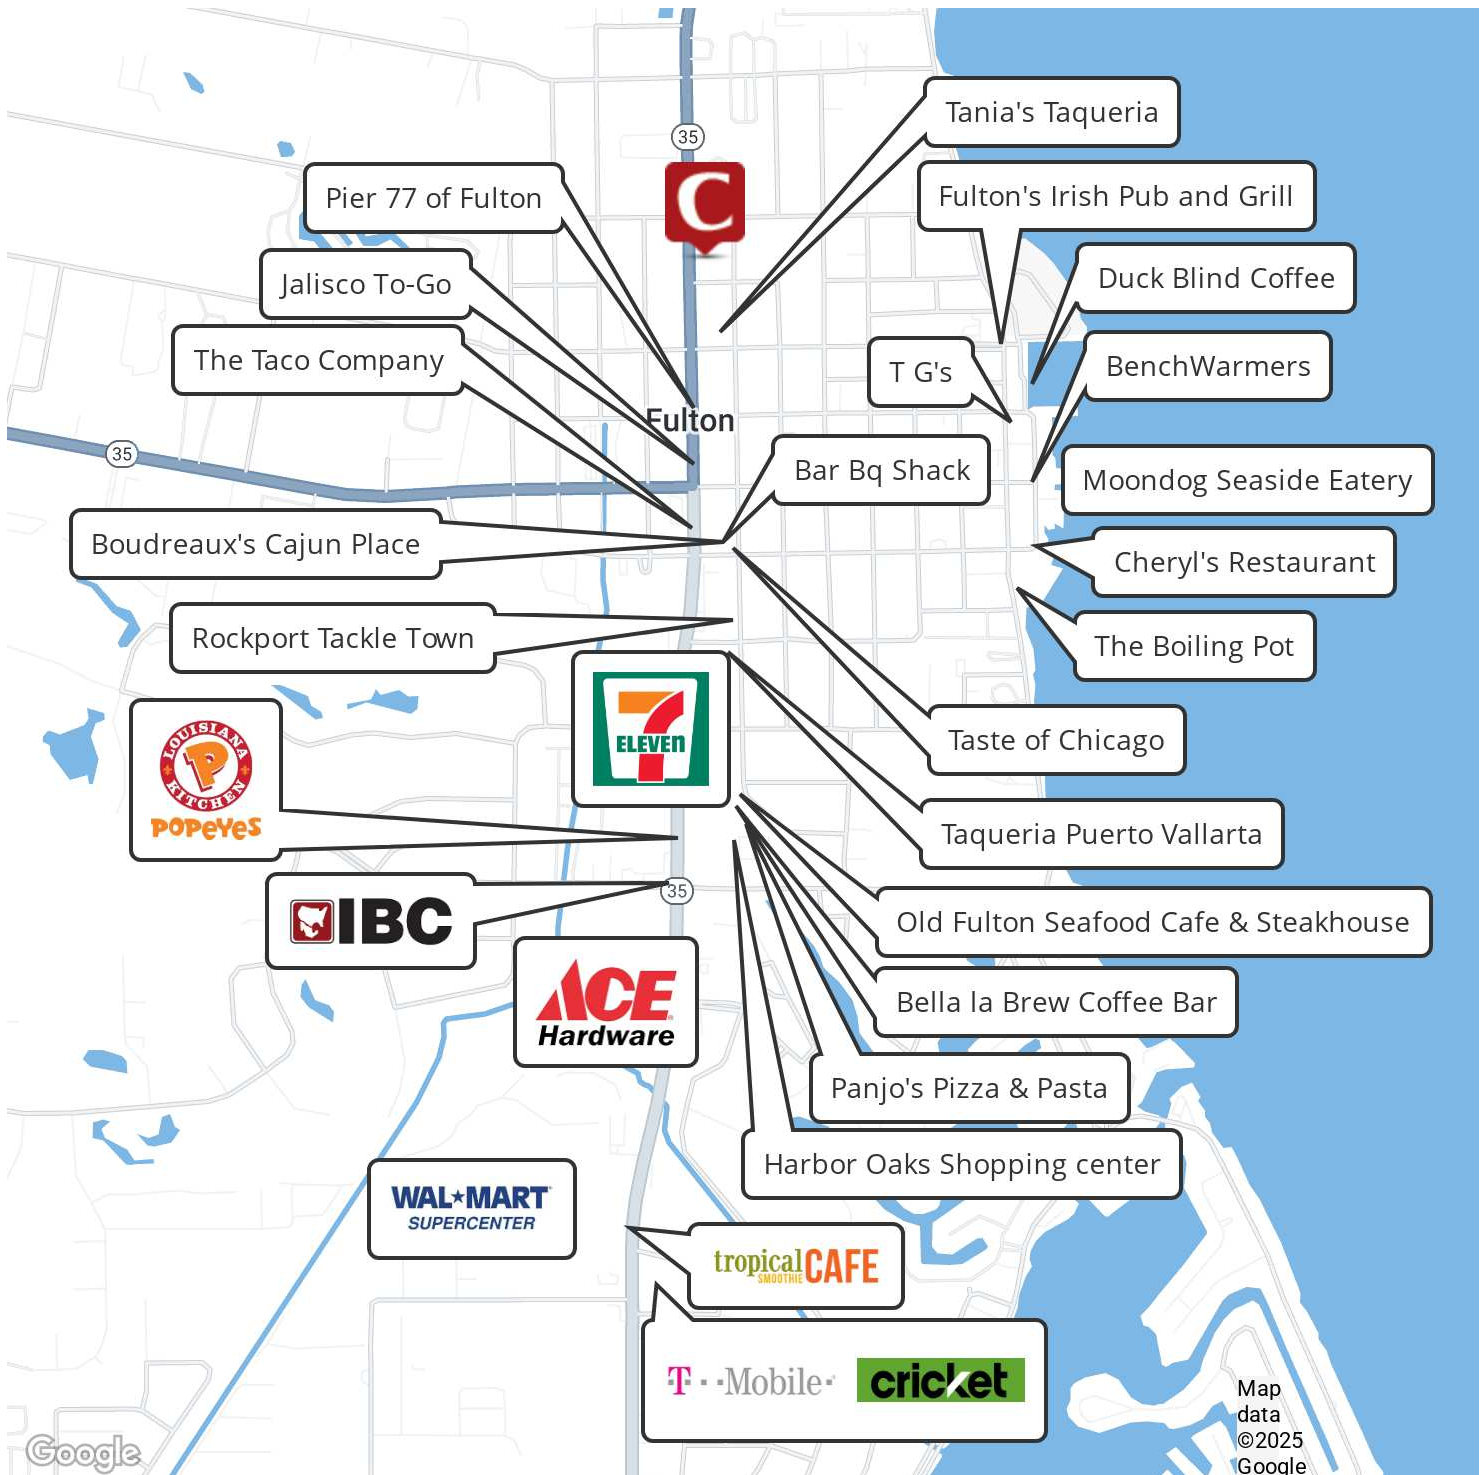 Tania's Taqueria
35
C
Pier 77 of Fulton
Fulton's Irish Pub and Grill
Jalisco To-Go
Duck Blind Coffee
The Taco Company
T G's
BenchWarmers
Fulton
35
Bar Bq Shack
Moondog Seaside Eatery
Boudreaux's Cajun Place
Cheryl's Restaurant
Rockport Tackle Town
The Boiling Pot
7
ELEVEn
LOUISIANA
P
KITCHEN
POPEYES
Taste of Chicago
Taqueria Puerto Vallarta
35
IBC
Old Fulton Seafood Cafe & Steakhouse
ACE
Hardware
Bella la Brew Coffee Bar
Panjo's Pizza & Pasta
Harbor Oaks Shopping center
WAL★MART
SUPERCENTER
tropical
SMOOTHIE
CAFE
T··Mobile·
cricket
Map
data
©2025
Google
Google